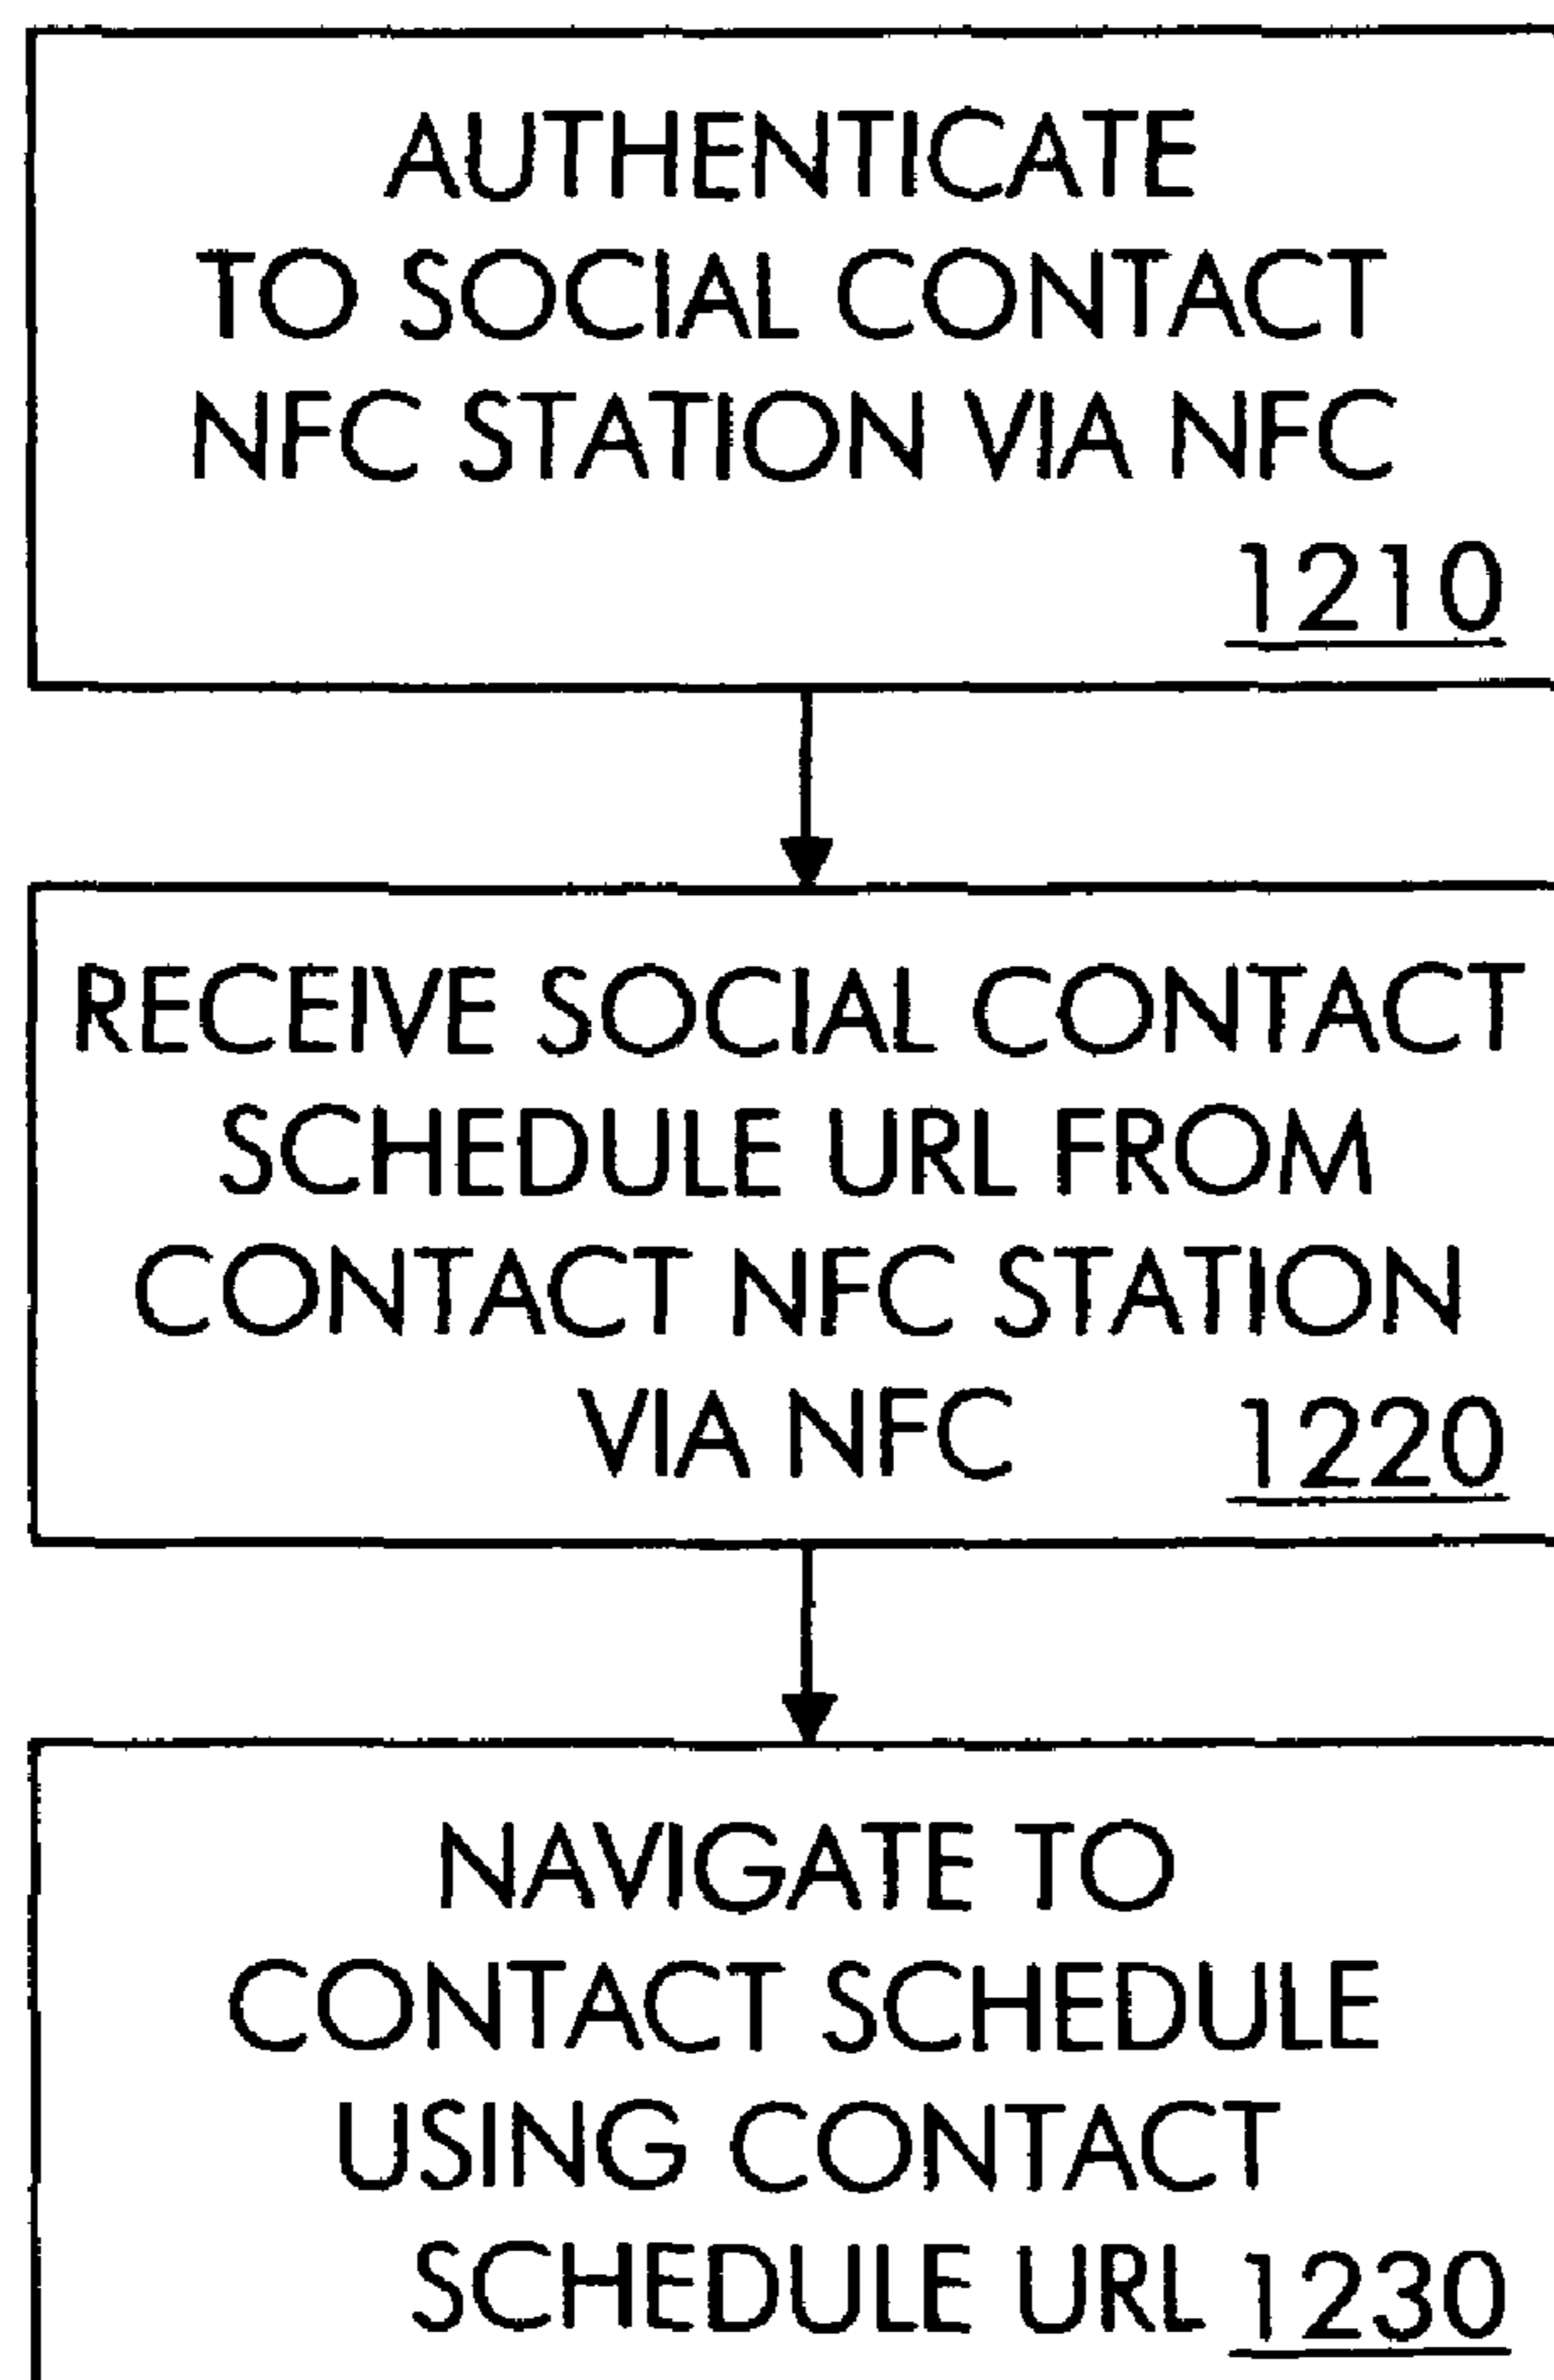 AUTHENTICATE
TO SOCIAL CONTACT
NFC STATION VIA NFC
1210
RECEIVE SOCIAL CONTACT
SCHEDULE URL FROM
CONTACT NFC STATION
VIA NFC 1220
NAVIGATE TO
CONTACT SCHEDULE
USING CONTACT
SCHEDULE URL 1230